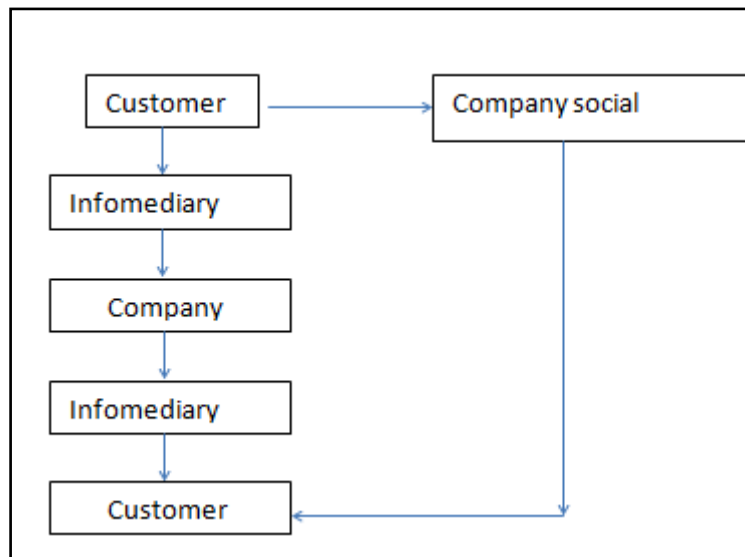 Customer
Company social
Infomediary
Company
Infomediary
Customer